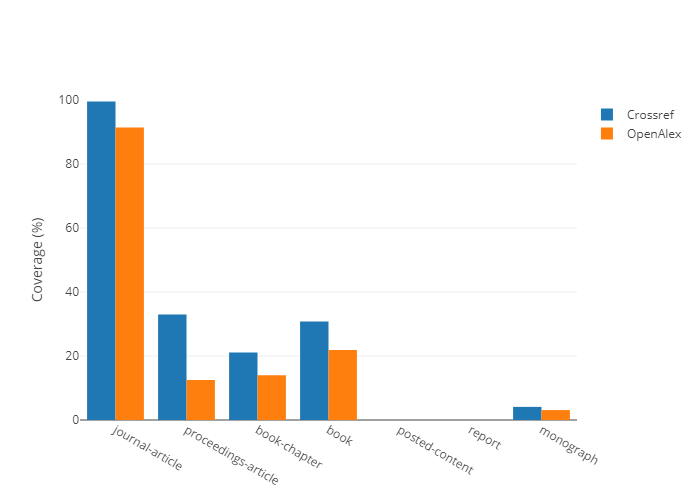 Coverage (%)
100
80
60
40
20
0
journal-article
proceedings-article
book-chapter
book
posted-content
report
monograph
Crossref
OpenAlex